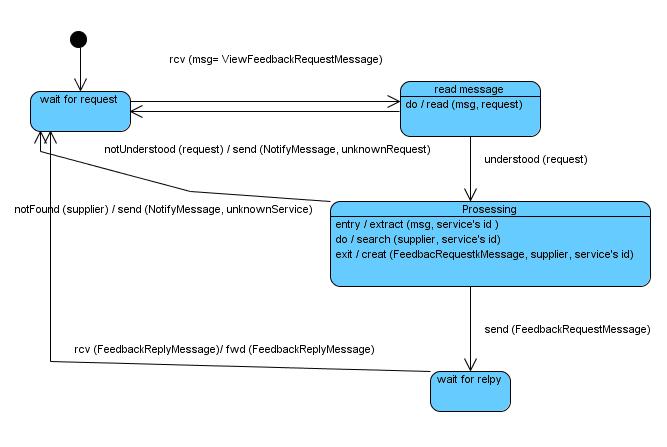 rcv (msg= ViewFeedbackRequestMessage)
wait for request
read message
do / read (msg, request)
notUnderstood (request) / send (NotifyMessage, unknownRequest)
understood (request)
notFound (supplier) / send (NotifyMessage, unknownService)
Prosessing
entry / extract (msg, service's id )
do / search (supplier, service's id)
exit / creat (FeedbacRequestkMessage, supplier, service's id)
send (FeedbackRequestMessage)
rcv (FeedbackReplyMessage)/ fwd (FeedbackReplyMessage)
wait for relpy